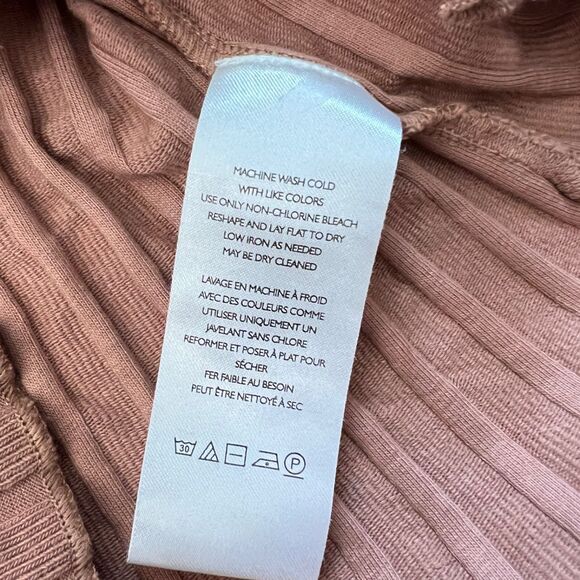 MACHINE WASH COLD
WITH LIKE COLORS
USE ONLY NON-CHLORINE BLEACH
RESHAPE AND LAY FLAT TO DRY
LOW IRON AS NEEDED
MAY BE DRY CLEANED
LAVAGE EN MACHINE À FROID
AVEC DES COULEURS COMME
UTILISER UNIQUEMENT UN
JAVELANT SANS CHLORE
REFORMER ET POSER À PLAT POUR
SÉCHER
FER FAIBLE AU BESOIN
PEUT ÊTRE NETTOYÉ À SEC
30 P